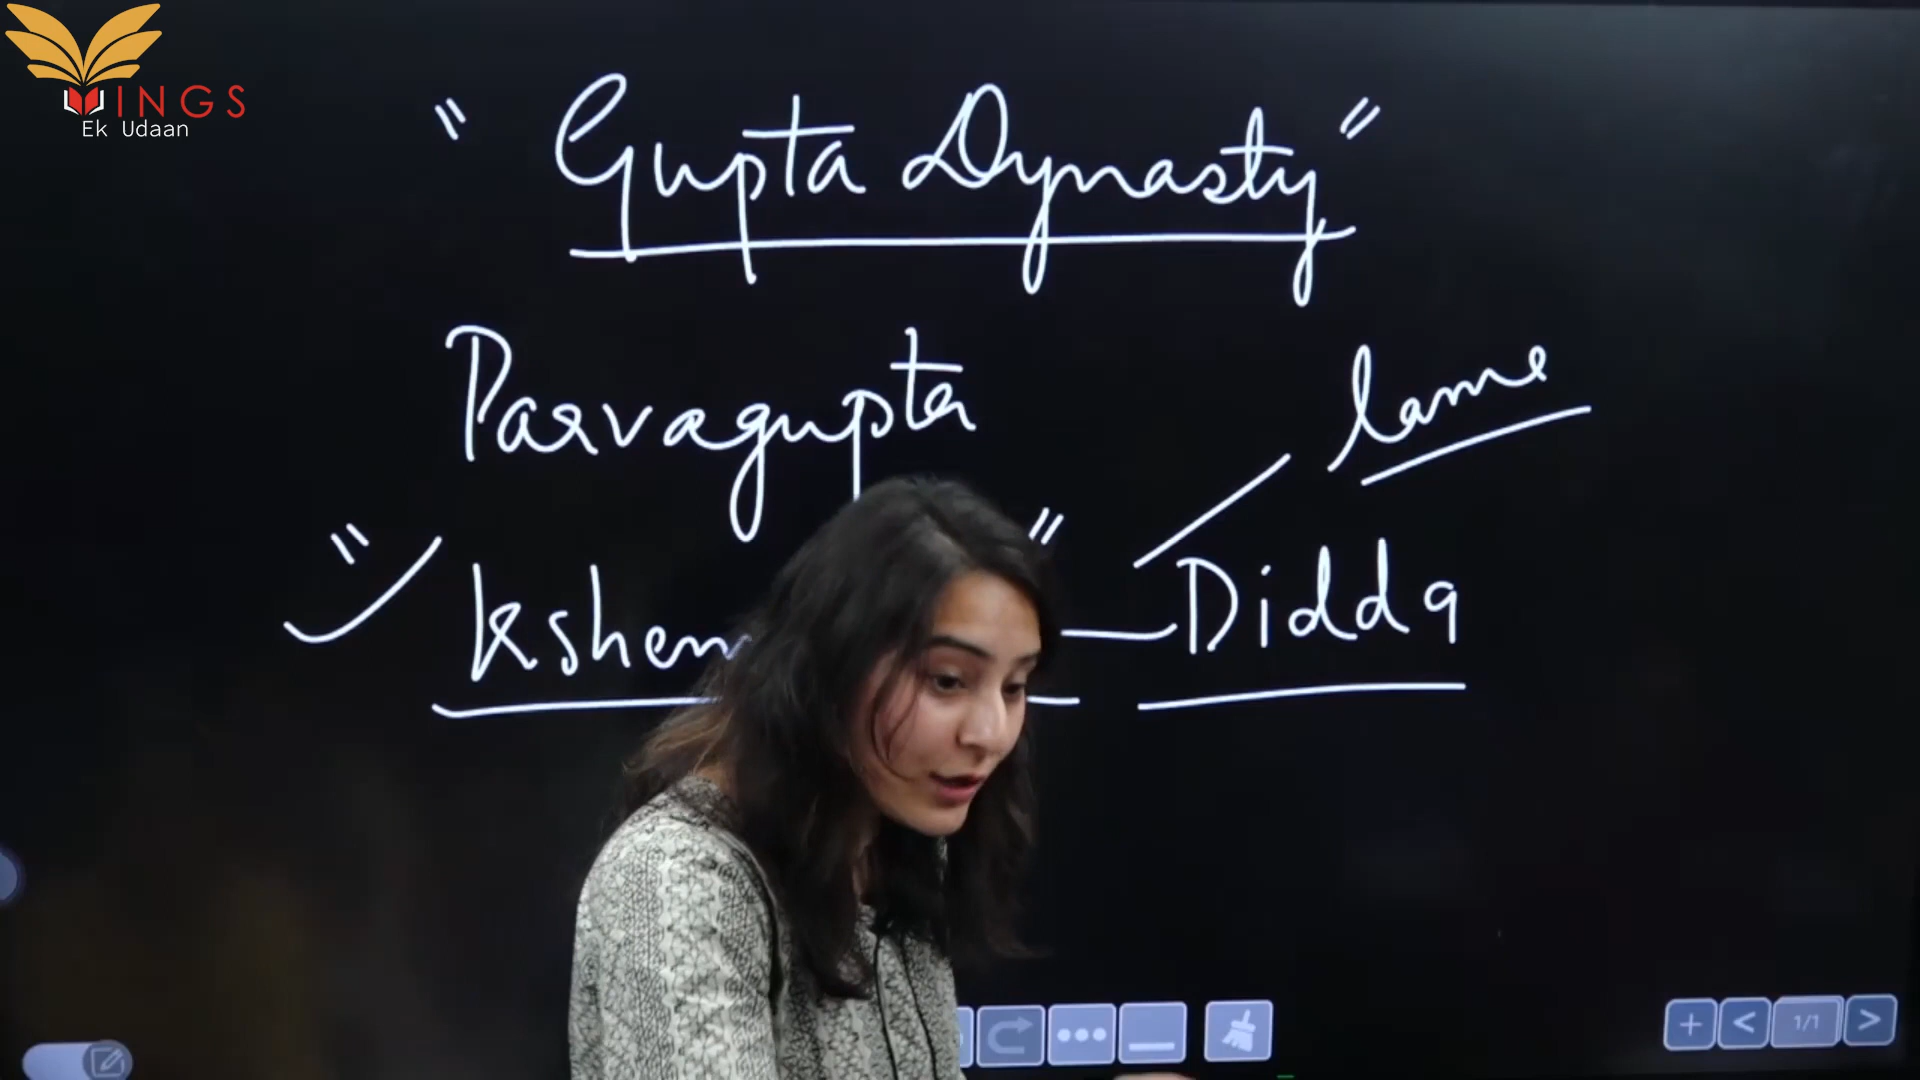 WINGS
Ek Udaan
" Gupta Dynasty "
Parvagupta
lame
" Kshem " Didda
1/1